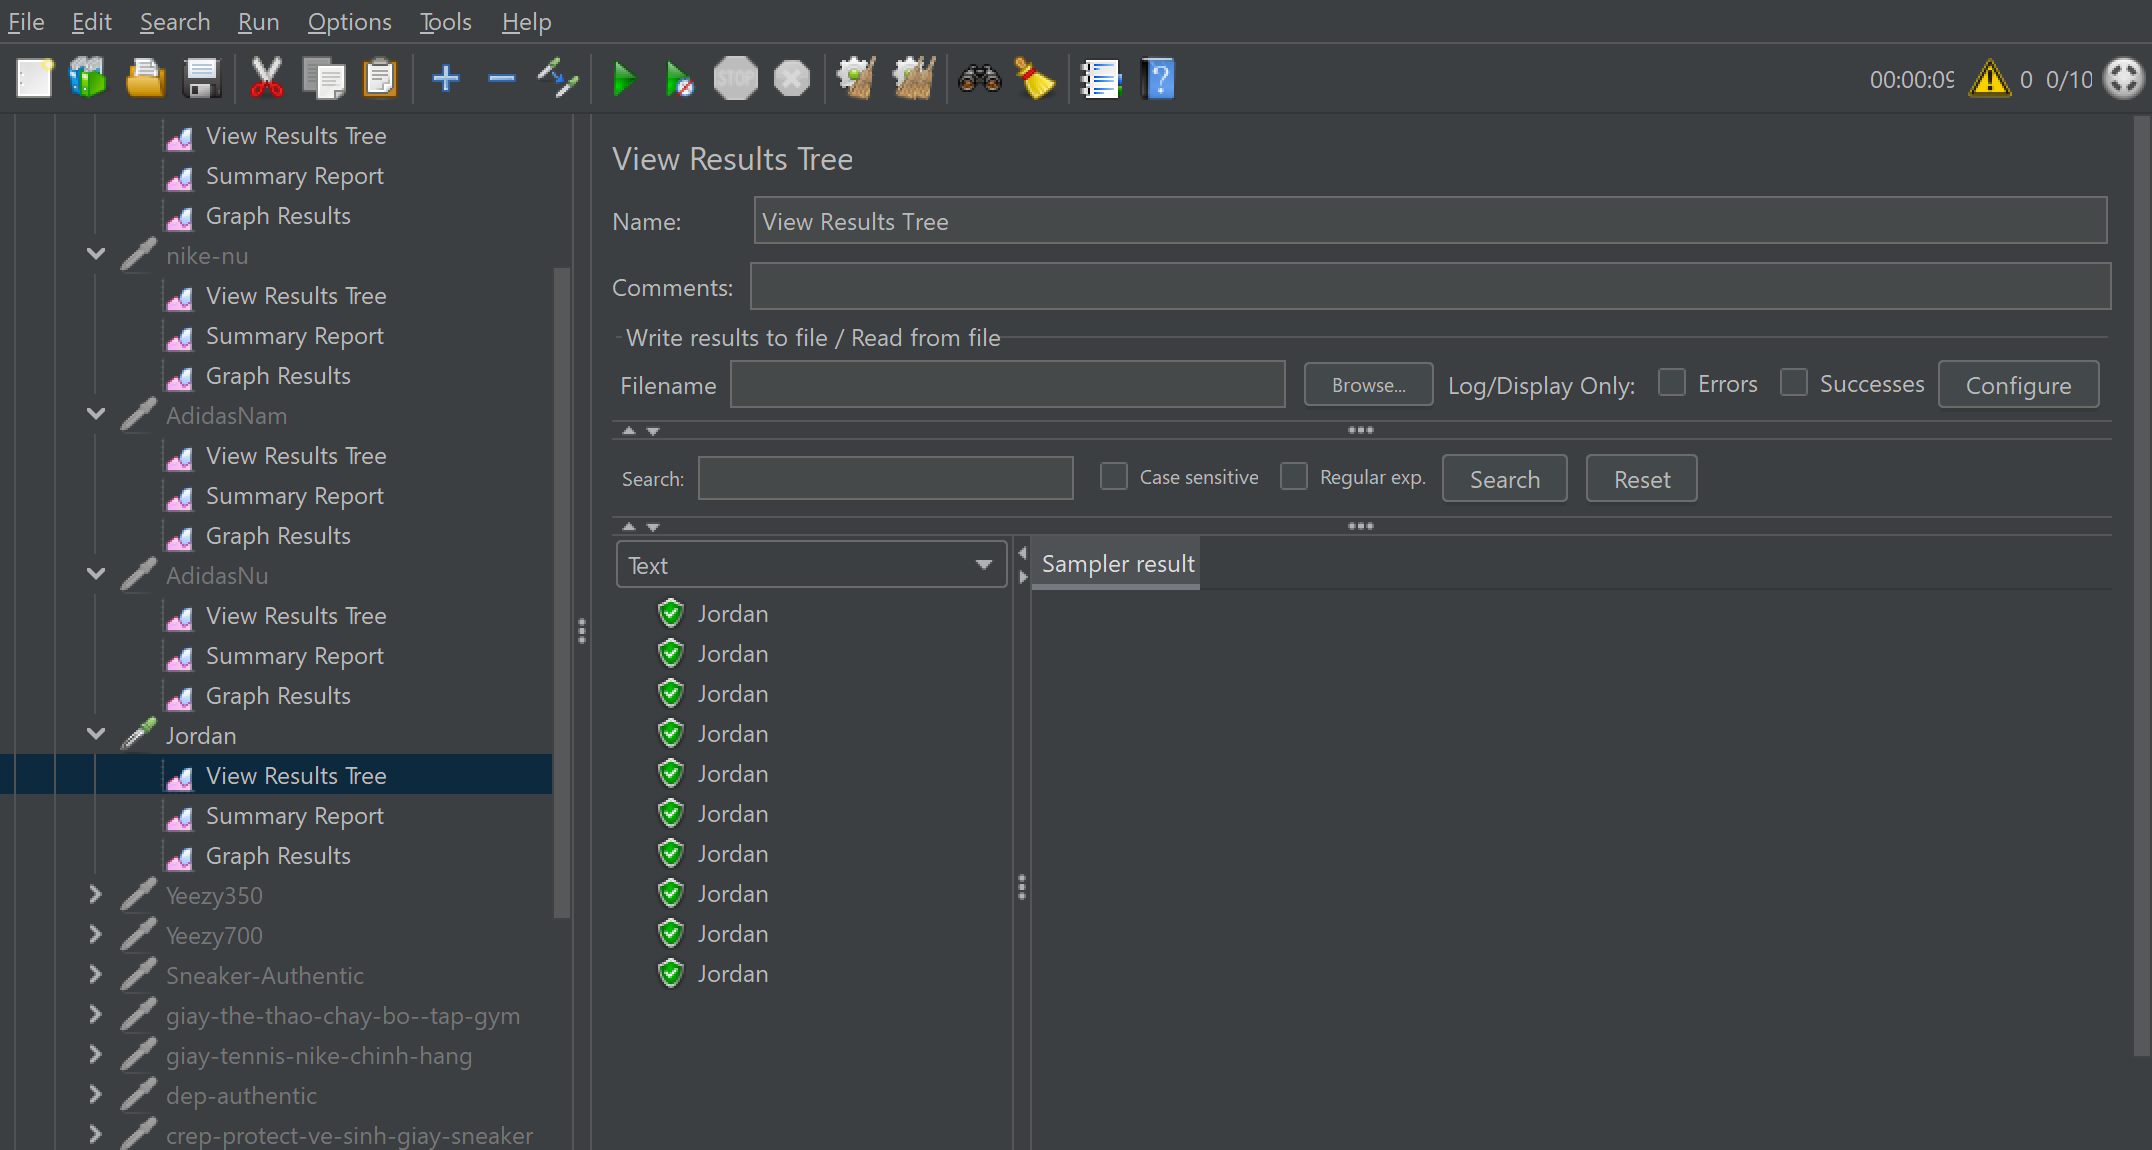 File Edit Search Run Options Tools Help
STOP
00:00:09 0 0/10
View Results Tree
Summary Report
Graph Results
nike-nu
View Results Tree
Summary Report
Graph Results
AdidasNam
View Results Tree
Summary Report
Graph Results
AdidasNu
View Results Tree
Summary Report
Graph Results
Jordan
View Results Tree
Summary Report
Graph Results
Yeezy350
Yeezy700
Sneaker-Authentic
giay-the-thao-chay-bo--tap-gym
giay-tennis-nike-chinh-hang
dep-authentic
crep-protect-ve-sinh-giay-sneaker
View Results Tree
Name: View Results Tree
Comments:
Write results to file / Read from file
Filename Browse... Log/Display Only: Errors Successes Configure
Search: Case sensitive Regular exp. Search Reset
Text
Sampler result
Jordan
Jordan
Jordan
Jordan
Jordan
Jordan
Jordan
Jordan
Jordan
Jordan